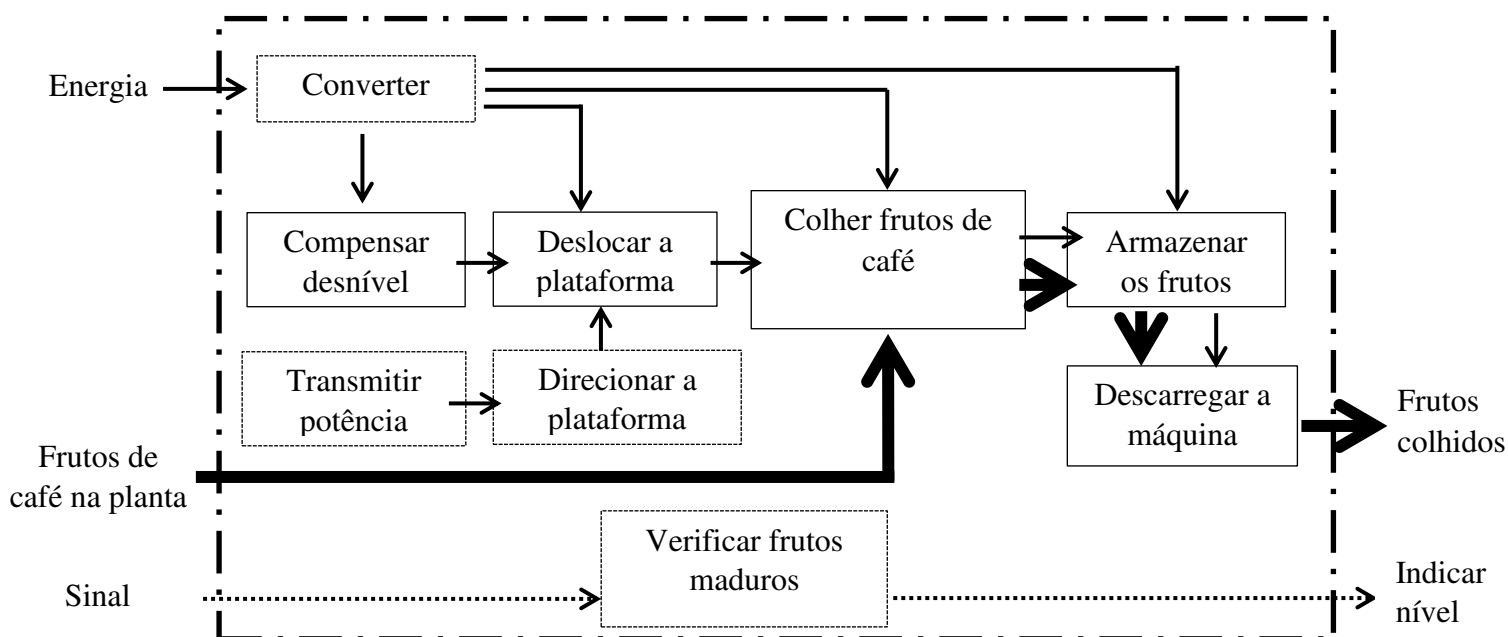 Energia
Converter
Compensar
desnível
Deslocar a
plataforma
Colher frutos de
café
Armazenar
os frutos
Transmitir
potência
Direcionar a
plataforma
Descarregar a
máquina
Frutos
colhidos
Frutos de
café na planta
Verificar frutos
maduros
Sinal
Indicar
nível